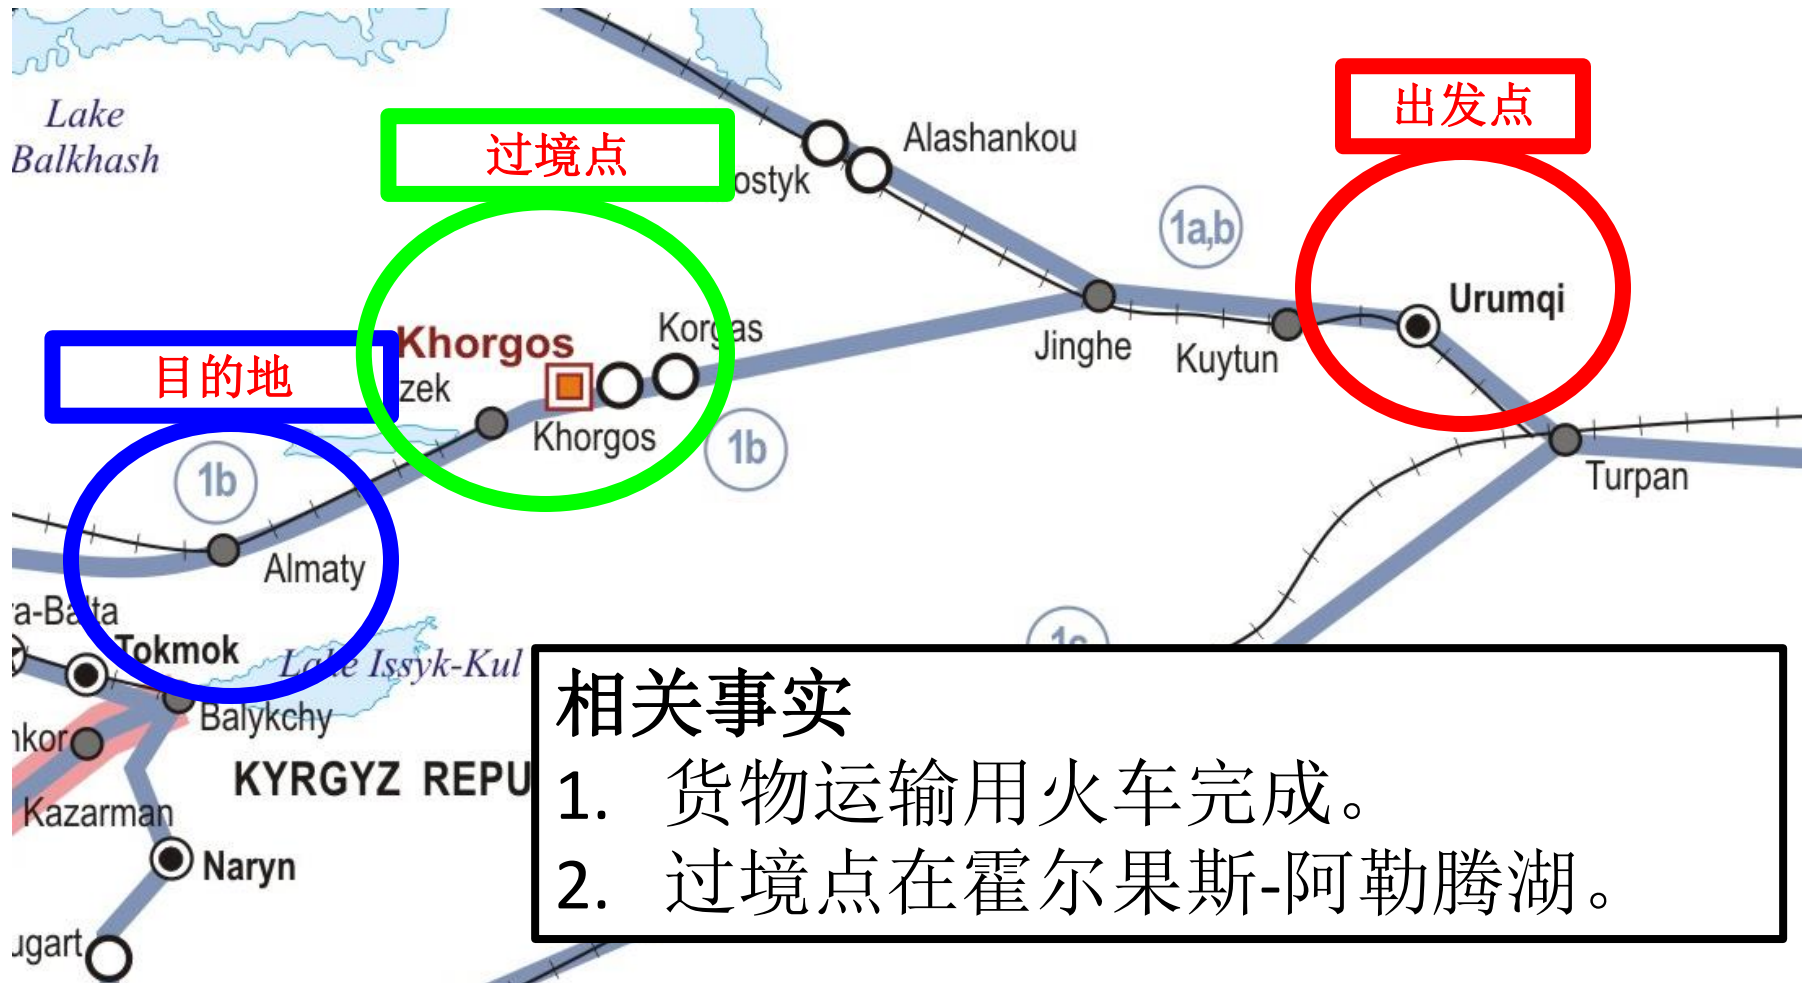 Lake
Balkhash
过境点
出发点
Alashankou
ostyk
1a,b
Urumqi
Khorgos
Korgas
目的地
zek
Jinghe
Kuytun
Khorgos
1b
1b
Turpan
Almaty
a-Balta
Tokmok
Lake Issyk-Kul
Balykchy
KYRGYZ REPU
Kazarman
Naryn
相关事实
1. 货物运输用火车完成。
2. 过境点在霍尔果斯-阿勒腾湖。